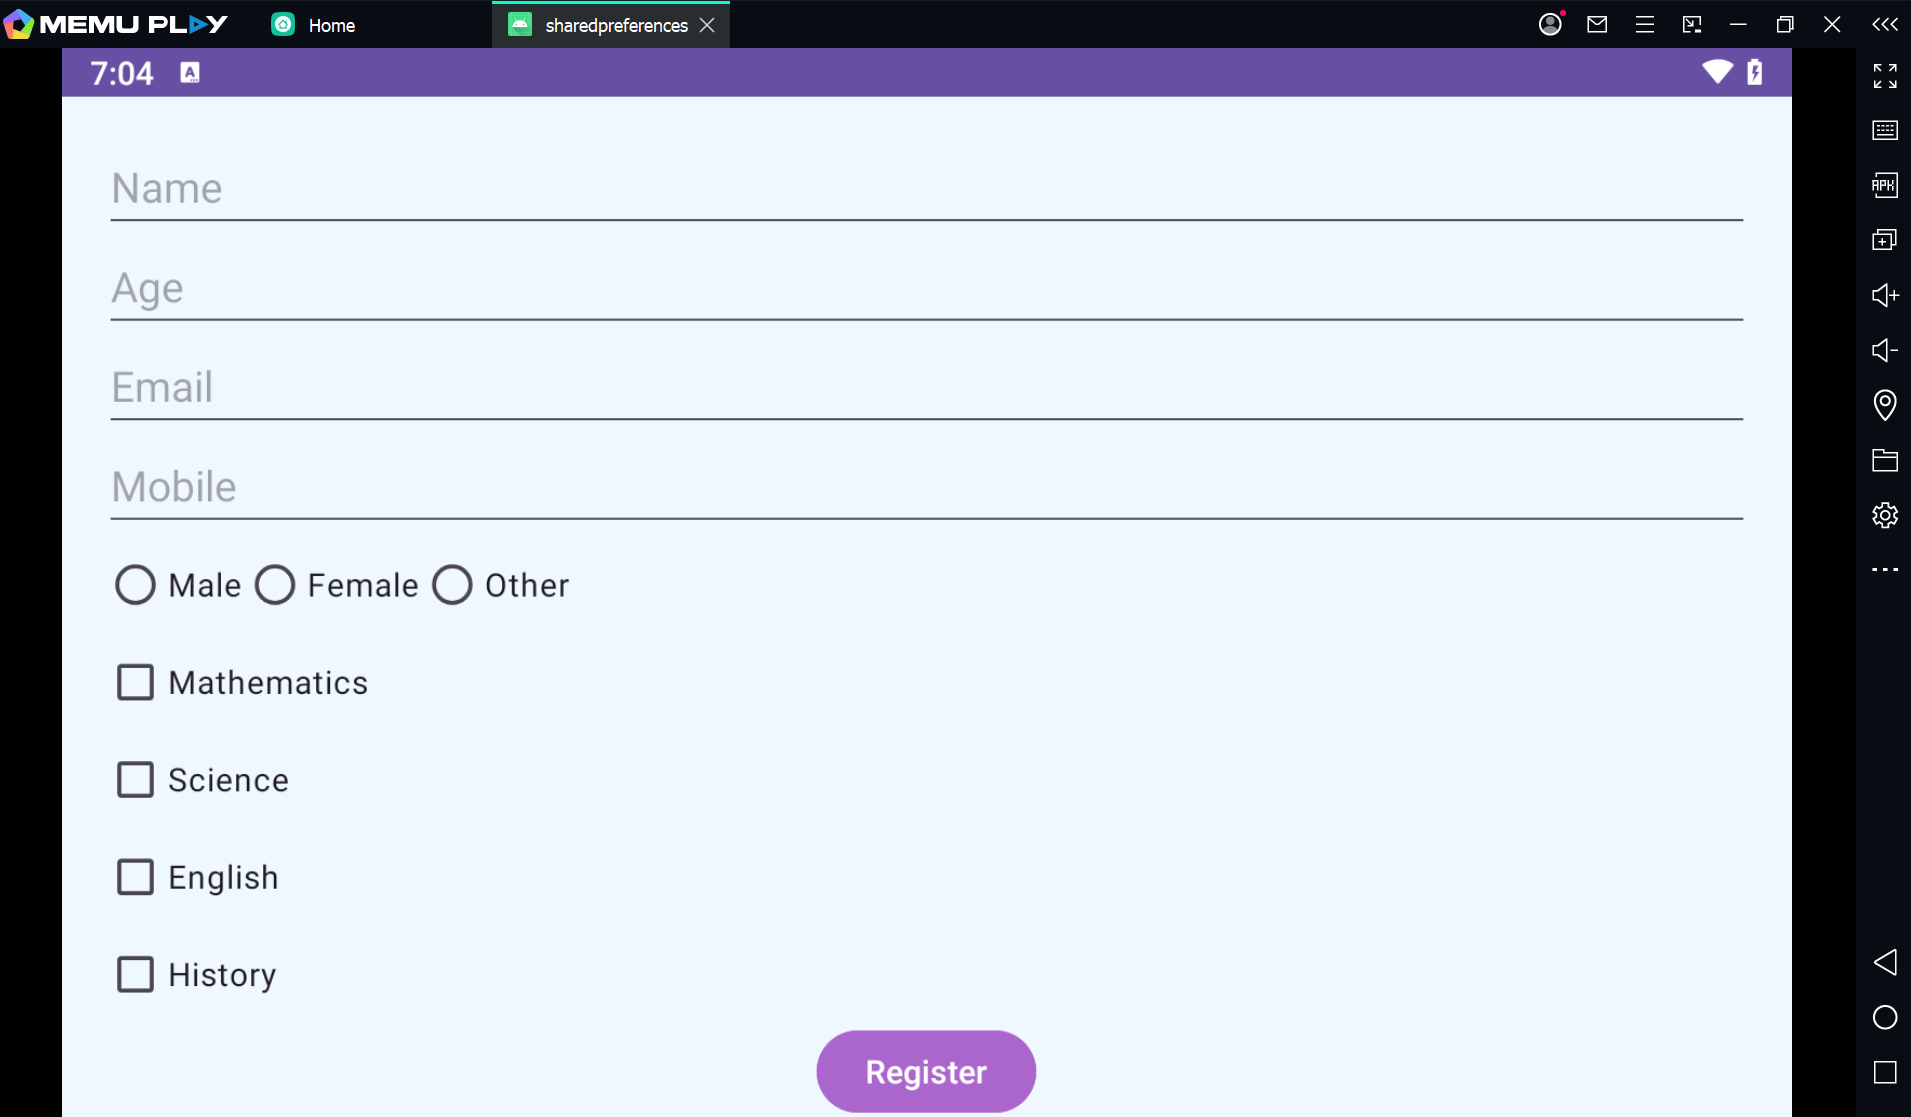 MEMU PLAY Home sharedpreferences
7:04 A
Name
Age
APK
Email
Mobile
Male Female Other
Mathematics
Science
English
History
Register